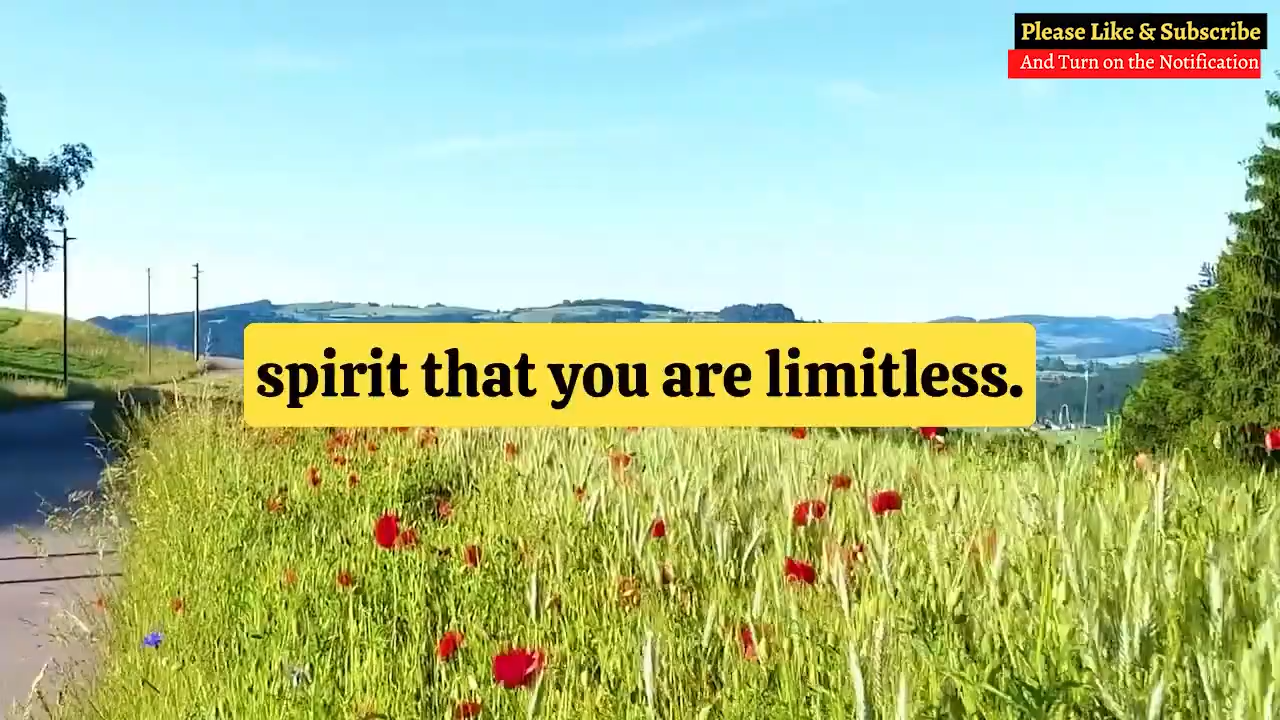 Please Like & Subscribe
And Turn on the Notification
spirit that you are limitless.